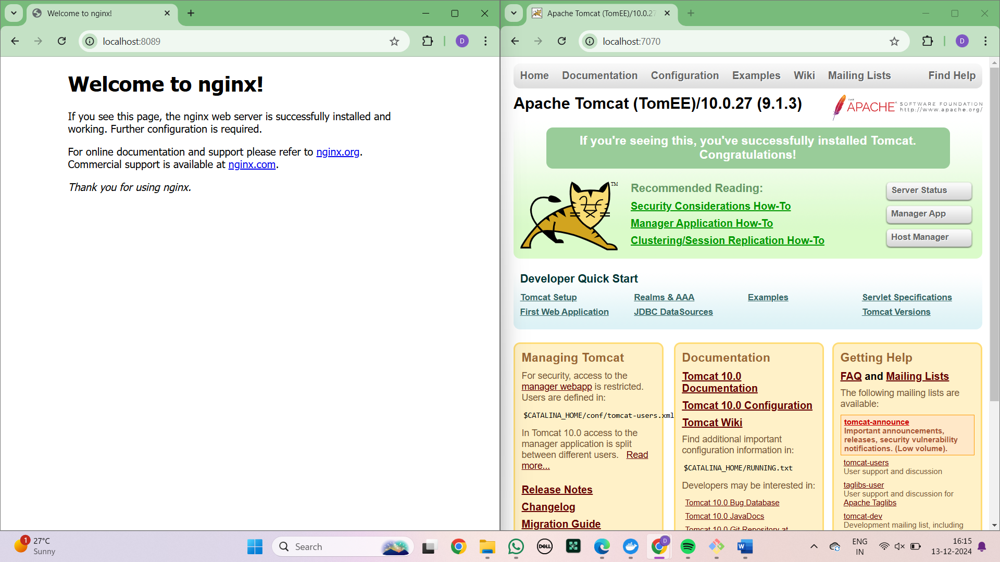 Welcome to nginx!
localhost:8089
D
Welcome to nginx!
If you see this page, the nginx web server is successfully installed and
working. Further configuration is required.
For online documentation and support please refer to nginx.org.
Commercial support is available at nginx.com.
Thank you for using nginx.
Apache Tomcat (TomEE)/10.0.27
localhost:7070
D
Home Documentation Configuration Examples Wiki Mailing Lists Find Help
Apache Tomcat (TomEE)/10.0.27 (9.1.3)
THE
APACHE SOFTWARE FOUNDATION
http://www.apache.org/
If you're seeing this, you've successfully installed Tomcat.
Congratulations!
TM
Recommended Reading:
Security Considerations How-To
Manager Application How-To
Clustering/Session Replication How-To
Server Status
Manager App
Host Manager
Developer Quick Start
Tomcat Setup
First Web Application
Realms & AAA
JDBC DataSources
Examples
Servlet Specifications
Tomcat Versions
Managing Tomcat
For security, access to the
manager webapp is restricted.
Users are defined in:
$CATALINA_HOME/conf/tomcat-users.xml
In Tomcat 10.0 access to the
manager application is split
between different users. Read
more...
Release Notes
Changelog
Migration Guide
Documentation
Tomcat 10.0
Documentation
Tomcat 10.0 Configuration
Tomcat Wiki
Find additional important
configuration information in:
$CATALINA_HOME/RUNNING.txt
Developers may be interested in:
Tomcat 10.0 Bug Database
Tomcat 10.0 JavaDocs
Tomcat 10.0 Git Repository at
Getting Help
FAQ and Mailing Lists
The following mailing lists are
available:
tomcat-announce
Important announcements,
releases, security vulnerability
notifications. (Low volume).
tomcat-users
User support and discussion
taglibs-user
User support and discussion for
Apache Taglibs
tomcat-dev
Development mailing list, including
1
27°C
Sunny
Search
DELL
D
W
ENG
IN
16:15
13-12-2024